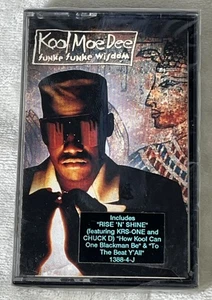 Kool Moe Dee
Funke Funke Wisdom
Includes
"RISE 'N' SHINE"
(featuring KRS-ONE and
CHUCK D) "How Kool Can
One Blackman Be" & "To
The Beat Y'All"
1388-4-J